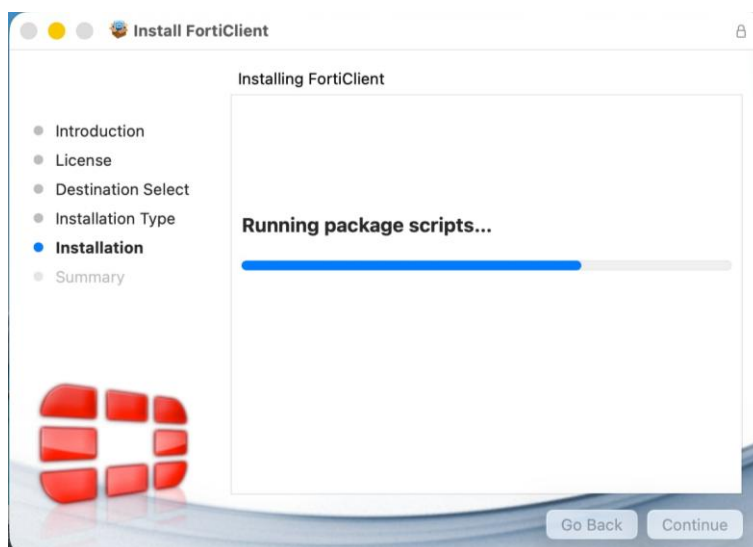 Install FortiClient
Installing FortiClient
Introduction
License
Destination Select
Installation Type
Installation
Summary
Running package scripts...
Go Back
Continue